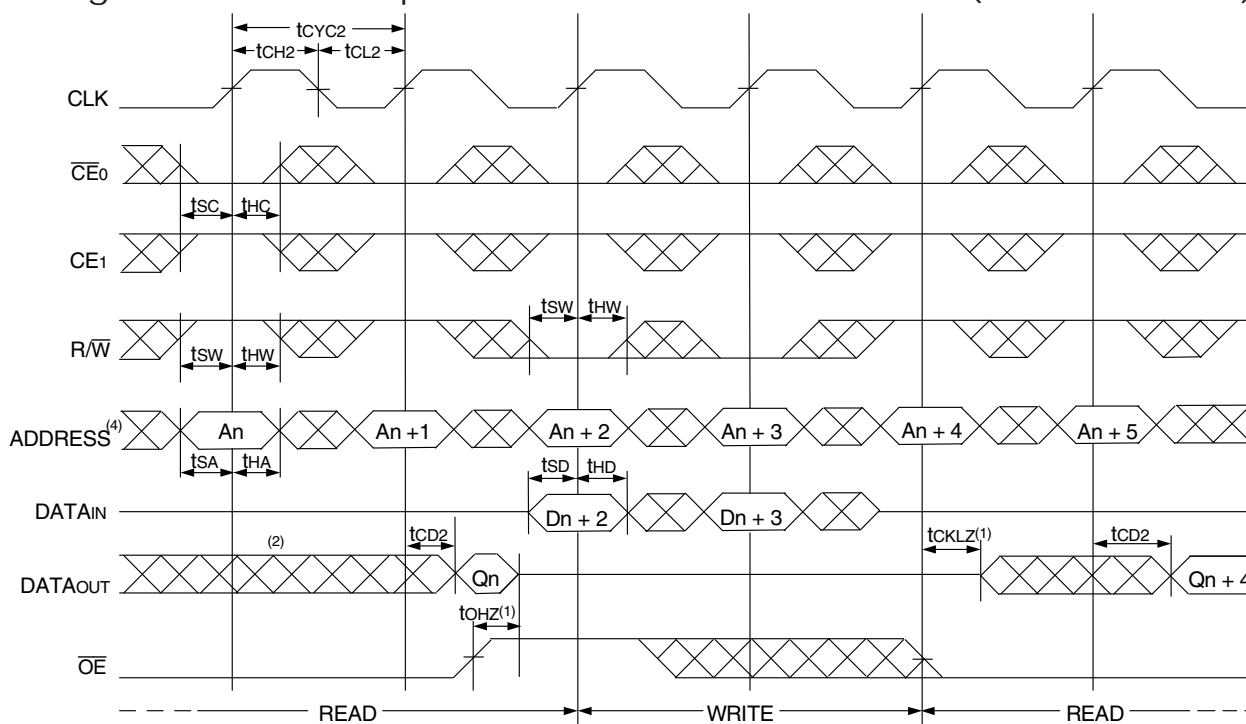 tCYC2
tCH2 tCL2
CLK
CE0
tSC tHC
CE1
tSW tHW
R/W
tSW tHW
ADDRESS(4) An An +1 An + 2 An + 3 An + 4 An + 5
tSA tHA tSD tHD
DATAIN Dn + 2 Dn + 3
(2) tCD2 tCKLZ(1) tCD2
DATAOUT Qn Qn + 4
tOHZ(1)
OE
READ WRITE READ